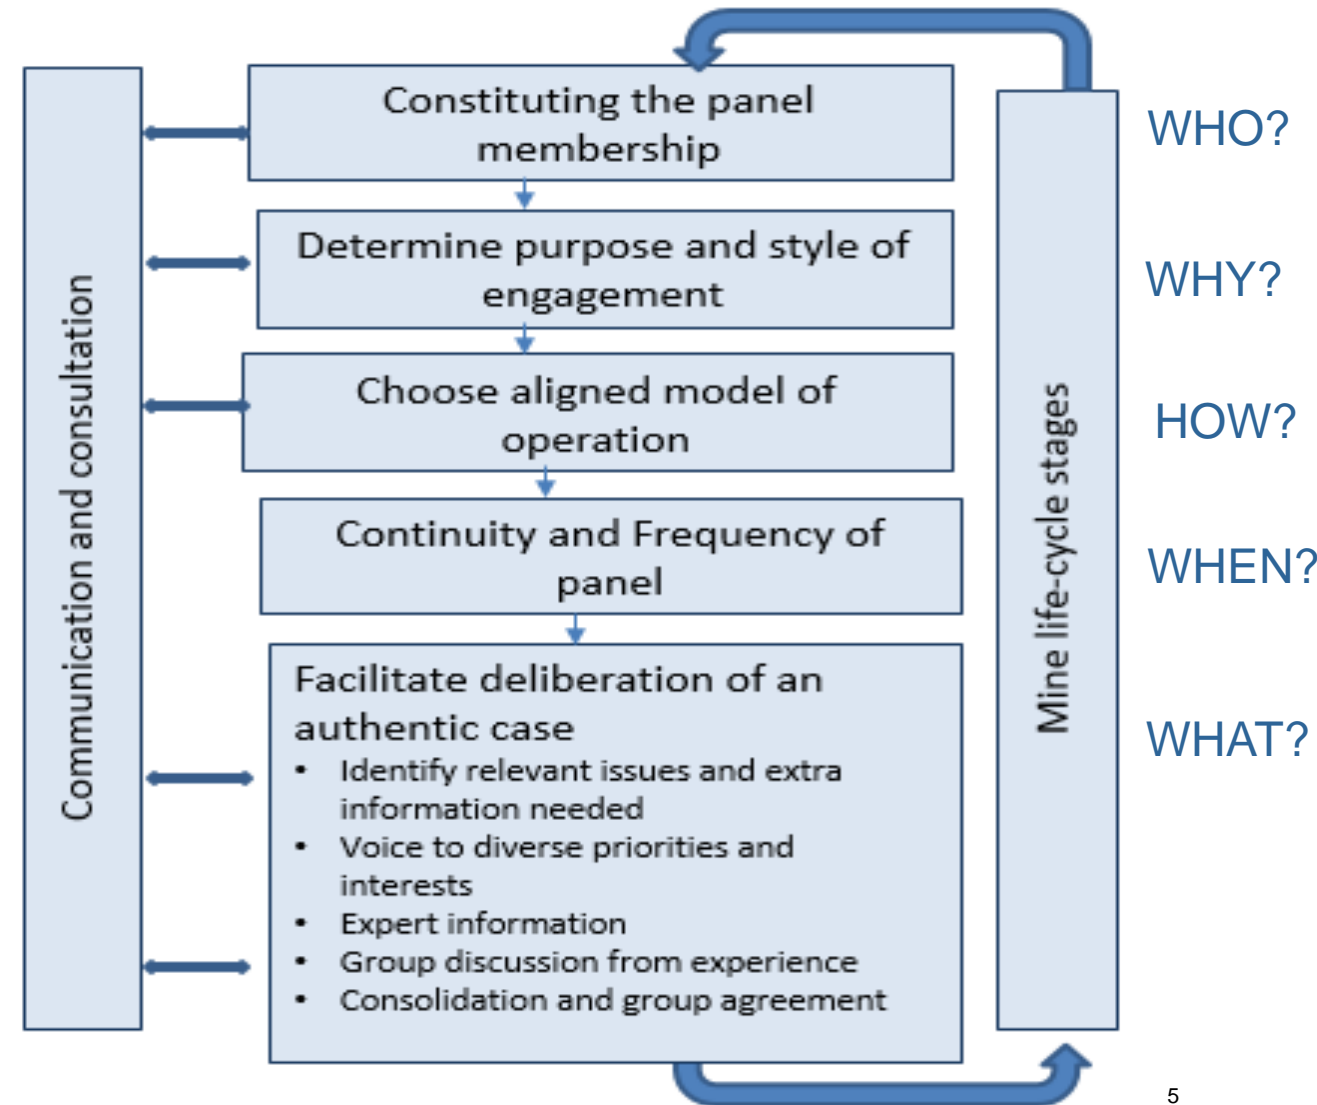 Communication and consultation
Constituting the panel
membership
WHO?
Determine purpose and style of
engagement
WHY?
Choose aligned model of
operation
HOW?
Continuity and Frequency of
panel
WHEN?
Facilitate deliberation of an
authentic case
• Identify relevant issues and extra
information needed
• Voice to diverse priorities and
interests
• Expert information
• Group discussion from experience
• Consolidation and group agreement
WHAT?
Mine life-cycle stages
5